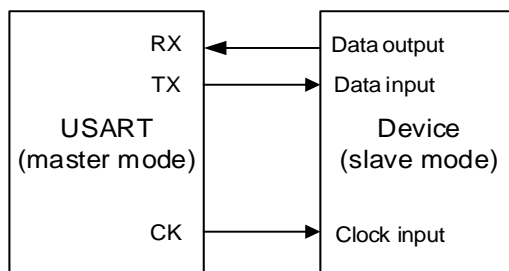 RX
Data output
TX
Data input
USART
(master mode)
Device
(slave mode)
CK
Clock input